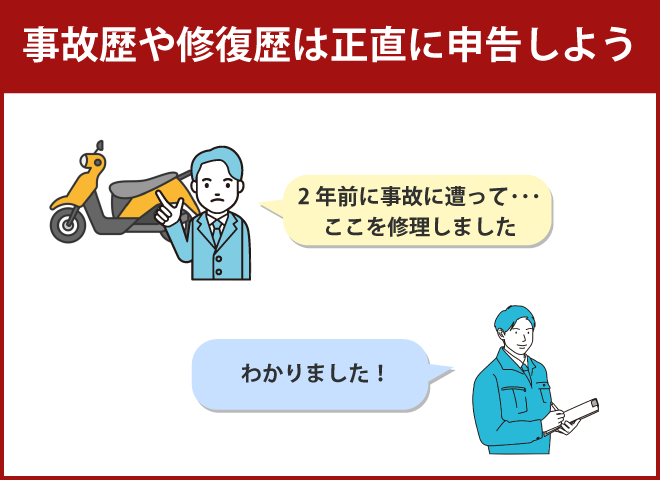 事故歴や修復歴は正直に申告しよう
2年前に事故に遭って･･･
ここを修理しました
わかりました！